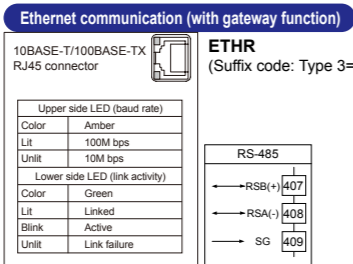 Ethernet communication (with gateway function)
10BASE-T/100BASE-TX
RJ45 connector
ETHR
(Suffix code: Type 3=
Upper side LED (baud rate)
Color Amber
Lit 100M bps
Unlit 10M bps
Lower side LED (link activity)
Color Green
Lit Linked
Blink Active
Unlit Link failure
RS-485
RSB(+) 407
RSA(-) 408
SG 409